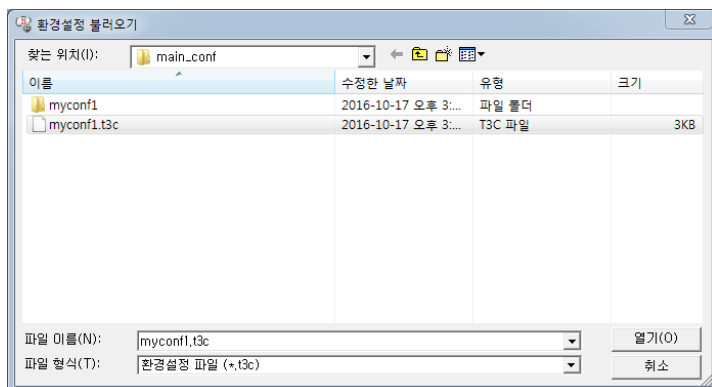 환경설정 불러오기
찾는 위치(I): main_conf
이름 수정한 날짜 유형 크기
myconf1 2016-10-17 오후 3:... 파일 폴더
myconf1.t3c 2016-10-17 오후 3:... T3C 파일 3KB
파일 이름(N): myconf1.t3c 열기(O)
파일 형식(T): 환경설정 파일 (*.t3c) 취소